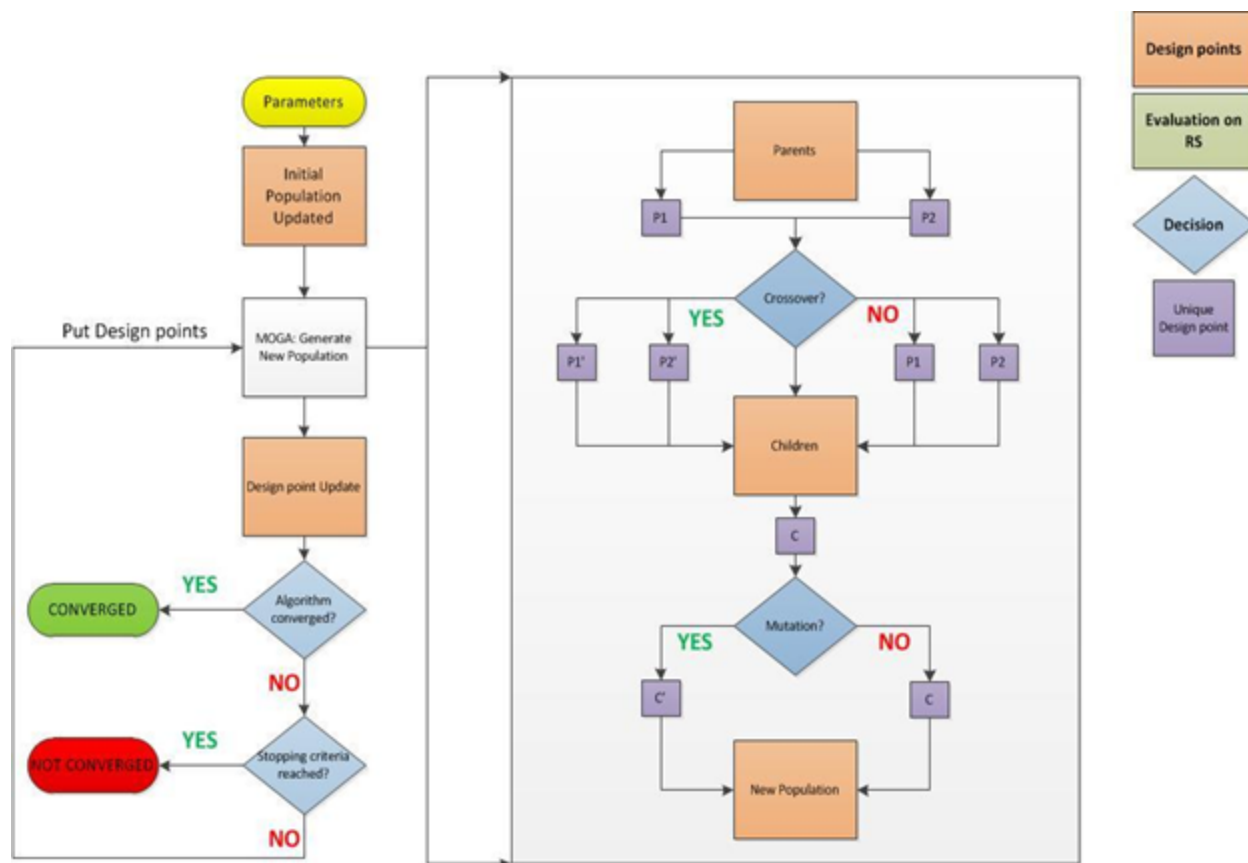 Parameters
Initial
Population
Updated
Put Design points
MOGA: Generate
New Population
Design point Update
YES
CONVERGED
Algorithm
converged?
NO
YES
NOT CONVERGED
Stopping criteria
reached?
NO
Parents
P1
P2
Crossover?
YES
NO
P1'
P2'
P1
P2
Children
C
Mutation?
YES
NO
C'
C
New Population
Design points
Evaluation on
RS
Decision
Unique
Design point